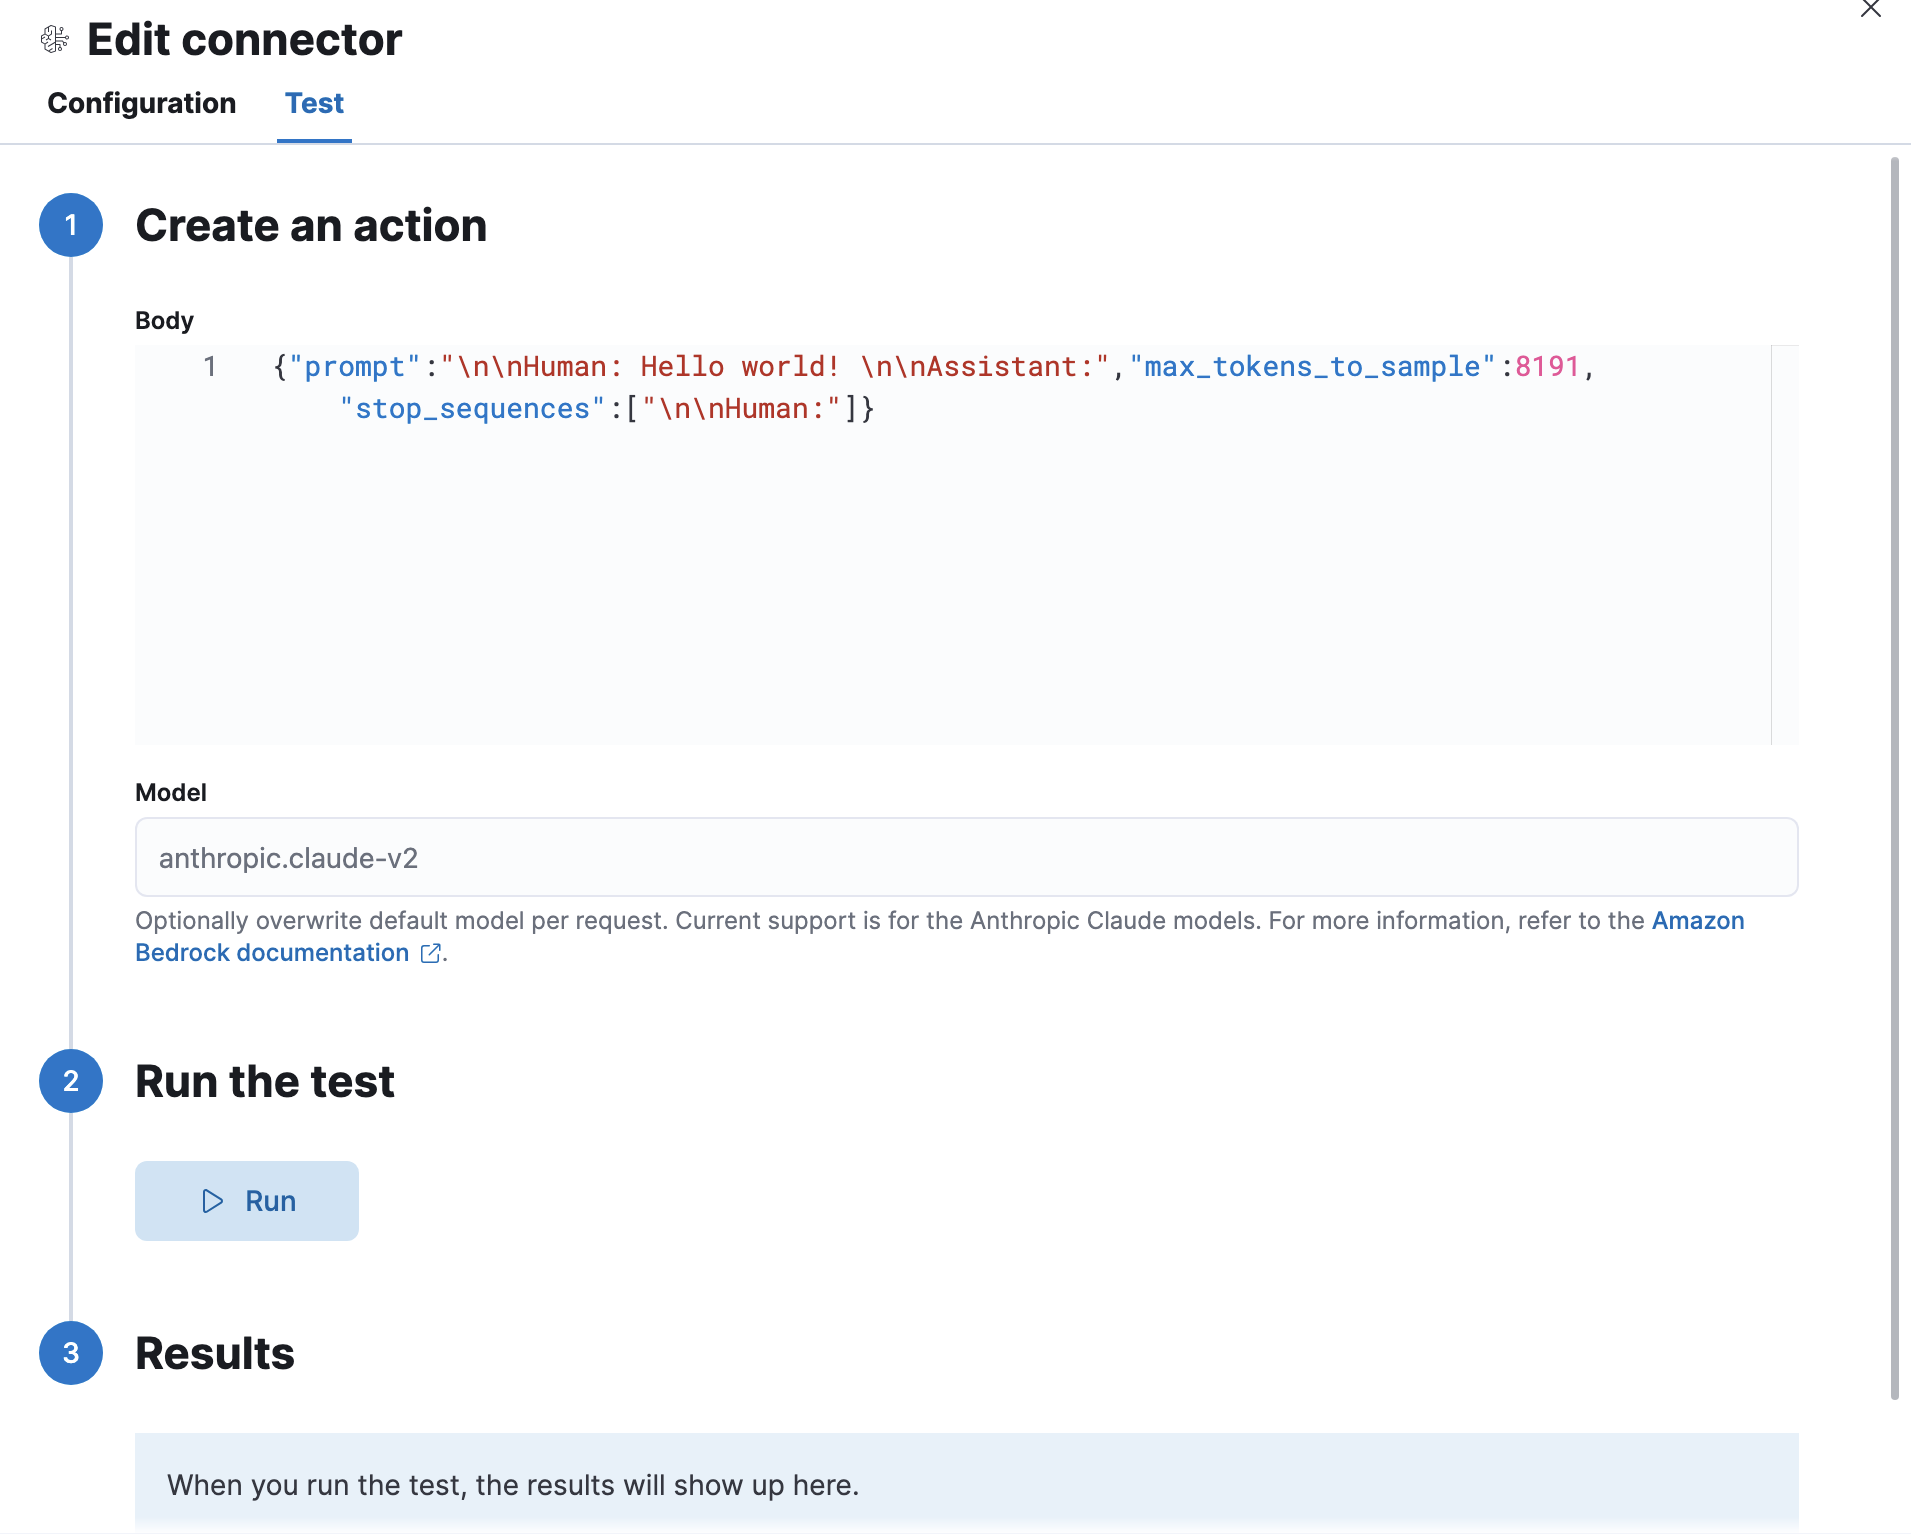 Edit connector
Configuration Test
1 Create an action
Body
1 {"prompt":"\n\nHuman: Hello world! \n\nAssistant:","max_tokens_to_sample":8191,
"stop_sequences":["\n\nHuman:"]}
Model
anthropic.claude-v2
Optionally overwrite default model per request. Current support is for the Anthropic Claude models. For more information, refer to the Amazon
Bedrock documentation .
2 Run the test
Run
3 Results
When you run the test, the results will show up here.